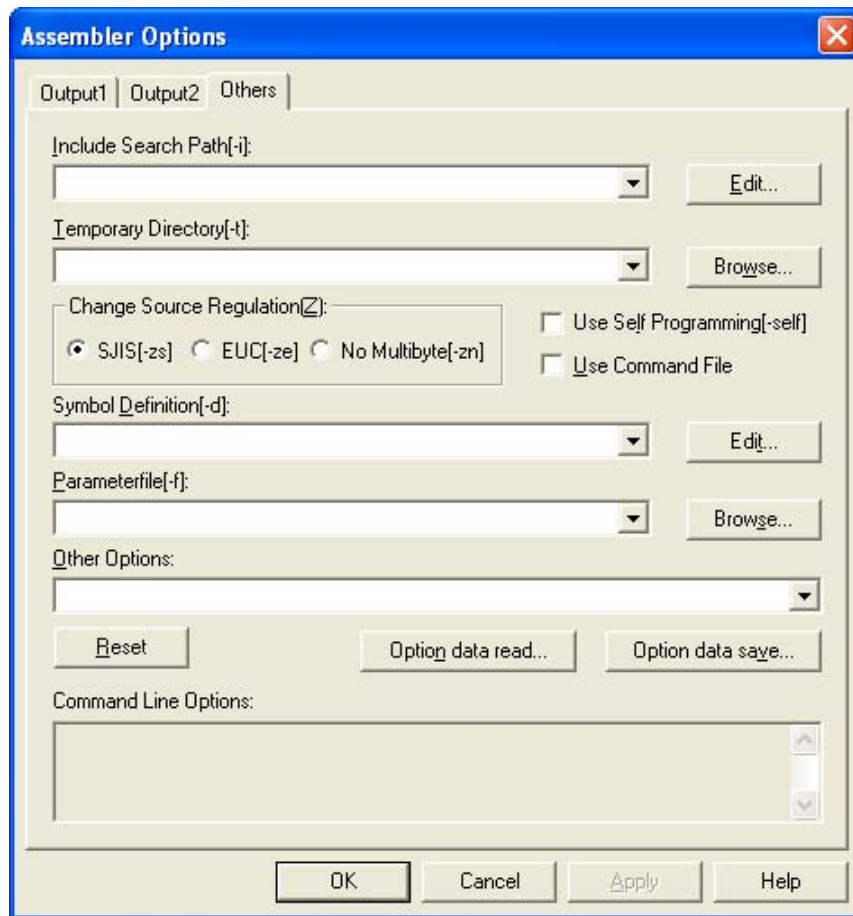 Assembler Options
Output1 Output2 Others
Include Search Path[-i]:
Edit...
Temporary Directory[-t]:
Browse...
Change Source Regulation(Z):
SJIS[-zs] EUC[-ze] No Multibyte[-zn]
Use Self Programming[-self]
Use Command File
Symbol Definition[-d]:
Edit...
Parameterfile[-f]:
Browse...
Other Options:
Reset Option data read... Option data save...
Command Line Options:
OK Cancel Apply Help